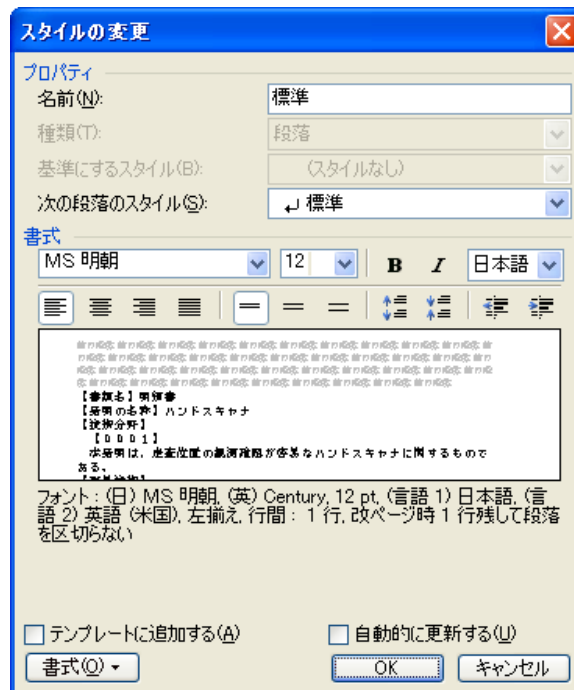 スタイルの変更
プロパティ
名前(N):
標準
種類(T):
段落
基準にするスタイル(B):
(スタイルなし)
次の段落のスタイル(S):
標準
書式
MS 明朝
12
B
I
日本語
【書類名】明細書
【発明の名称】ハンドスキャナ
【技術分野】
【0001】
本発明は、走査位置の観測確認が容易なハンドスキャナに関するもので
ある。
フォント : (日) MS 明朝, (英) Century, 12 pt, (言語 1) 日本語, (言
語 2) 英語 (米国), 左揃え, 行間 : 1 行, 改ページ時 1 行残して段落
を区切らない
テンプレートに追加する(A)
自動的に更新する(U)
書式(O)
OK
キャンセル